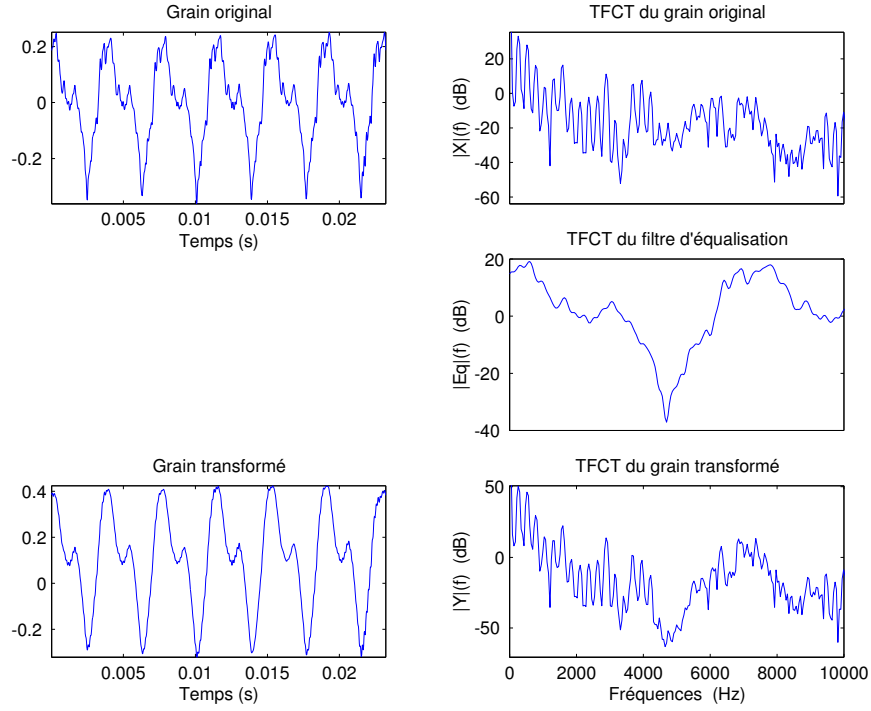 Grain original
0.2
0
-0.2
0.005 0.01 0.015 0.02
Temps (s)
TFCT du grain original
20
0
-20
-40
-60
|X|(f) (dB)
TFCT du filtre d'équalisation
20
0
-20
-40
|Eq|(f) (dB)
Grain transformé
0.4
0.2
0
-0.2
0.005 0.01 0.015 0.02
Temps (s)
TFCT du grain transformé
50
0
-50
|Y|(f) (dB)
0 2000 4000 6000 8000 10000
Fréquences (Hz)